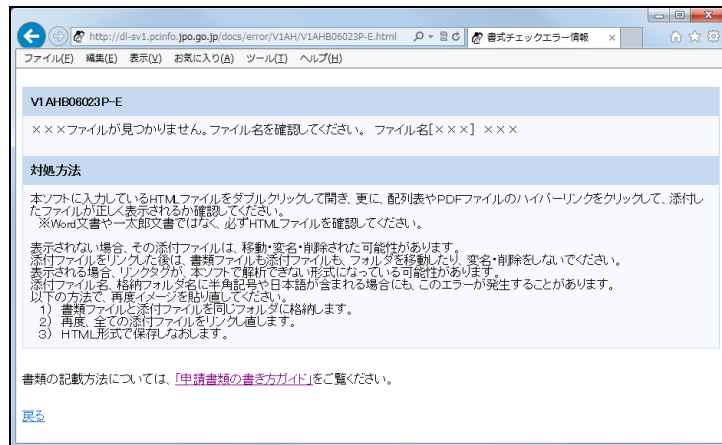 http://dl-sv1.pcinfo.jpo.go.jp/docs/error/V1AH/V1AHB06023P-E.html
書式チェックエラー情報
ファイル(F) 編集(E) 表示(V) お気に入り(A) ツール(T) ヘルプ(H)
V1AHB06023P-E
×××ファイルが見つかりません。ファイル名を確認してください。 ファイル名[×××] ×××
対処方法
本ソフトに入力しているHTMLファイルをダブルクリックして開き、更に、配列表やPDFファイルのハイパーリンクをクリックして、添付し
たファイルが正しく表示されるか確認してください。
※Word文書や一太郎文書ではなく、必ずHTMLファイルを確認してください。
表示されない場合、その添付ファイルは、移動・変名・削除された可能性があります。
添付ファイルをリンクした後は、書類ファイルも添付ファイルも、フォルダを移動したり、変名・削除をしないでください。
表示される場合、リンクタグが、本ソフトで解析できない形式になっている可能性があります。
添付ファイル名、格納フォルダ名に半角記号や日本語が含まれる場合にも、このエラーが発生することがあります。
以下の方法で、再度イメージを貼り直してください。
1) 書類ファイルと添付ファイルを同じフォルダに格納します。
2) 再度、全ての添付ファイルをリンクし直します。
3) HTML形式で保存しなおします。
書類の記載方法については、「申請書類の書き方ガイド」をご覧ください。
戻る